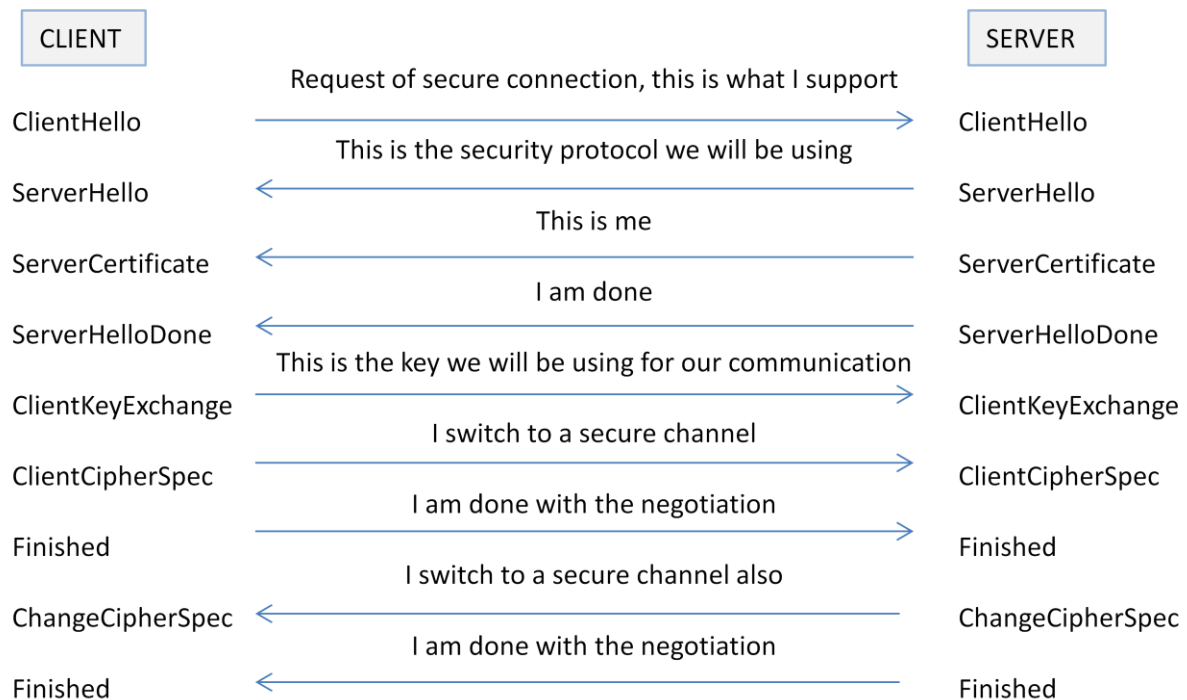 CLIENT
SERVER
Request of secure connection, this is what I support
ClientHello
ClientHello
This is the security protocol we will be using
ServerHello
ServerHello
This is me
ServerCertificate
ServerCertificate
I am done
ServerHelloDone
ServerHelloDone
This is the key we will be using for our communication
ClientKeyExchange
ClientKeyExchange
I switch to a secure channel
ClientCipherSpec
ClientCipherSpec
I am done with the negotiation
Finished
Finished
I switch to a secure channel also
ChangeCipherSpec
ChangeCipherSpec
I am done with the negotiation
Finished
Finished